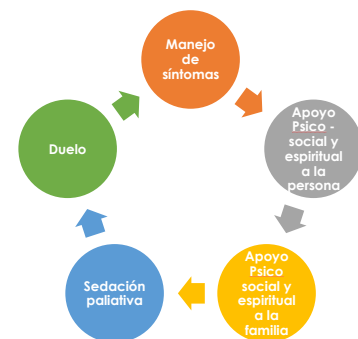 Manejo
de
síntomas
Apoyo
Psico -
social y
espiritual
a la
persona
Apoyo
Psico
social y
espiritual
a la
familia
Sedación
paliativa
Duelo